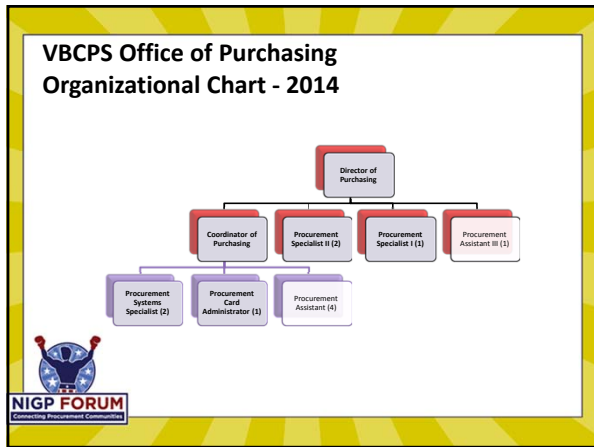 VBCPS Office of Purchasing
Organizational Chart - 2014
Director of
Purchasing
Coordinator of
Purchasing
Procurement
Specialist II (2)
Procurement
Specialist I (1)
Procurement
Assistant III (1)
Procurement
Systems
Specialist (2)
Procurement
Card
Administrator (1)
Procurement
Assistant (4)
NIGP FORUM
Connecting Procurement Communities